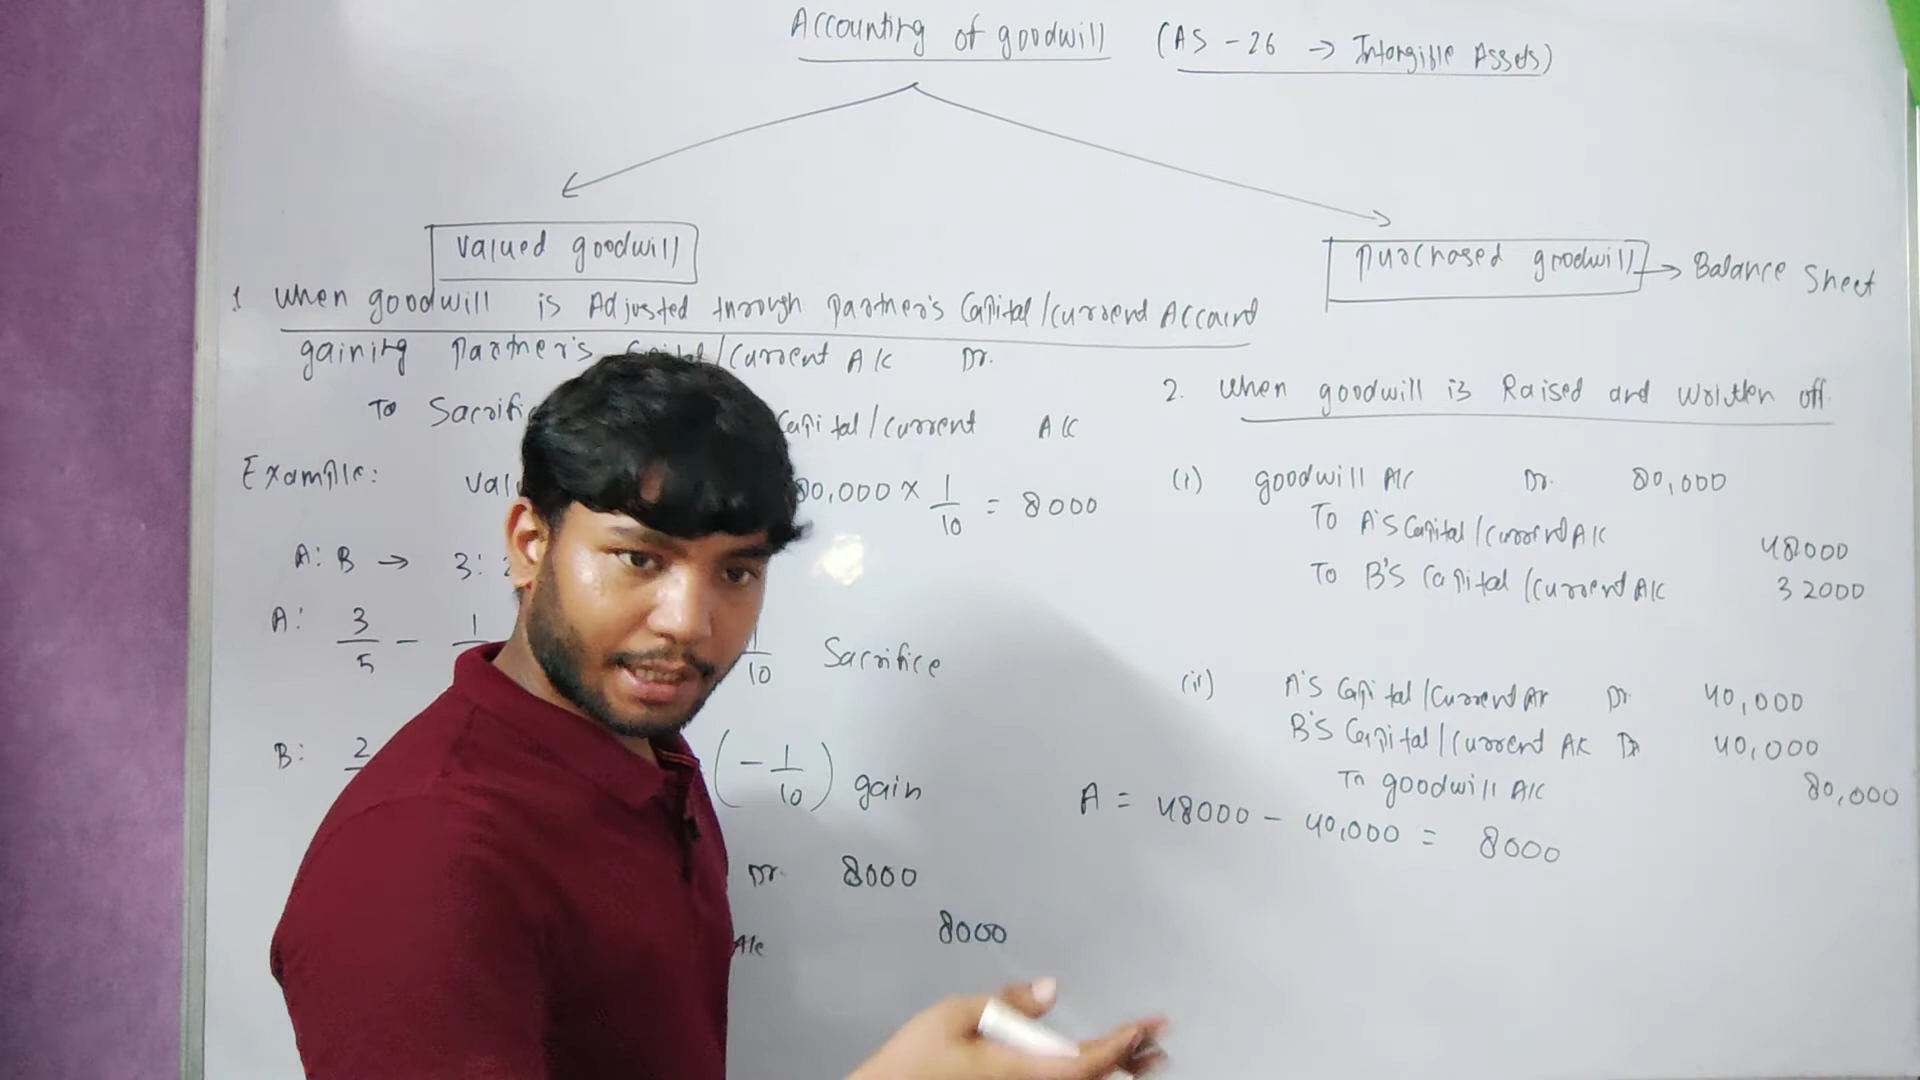 Accounting of goodwill (AS - 26 → Intangible Assets)
Valued goodwill
Purchased goodwill → Balance Sheet
1 When goodwill is Adjusted through Partner's Capital/current Account
gaining Partner's Capital/Current A/c Dr.
To Capital/current A/c
Example: 80,000 × 1/10 = 8000
A: B → 3:
A: 3/5 - 1 1/10 Sacrifice
B: 2 (-1/10) gain
Dr. 8000
A/c 8000
2. When goodwill is Raised and written off.
(i) goodwill A/c Dr. 80,000
To A's Capital/Current A/c 48000
To B's Capital/Current A/c 32000
(ii) A's Capital/Current A/c Dr 40,000
B's Capital/Current A/c Dr 40,000
To goodwill A/c 80,000
A = 48000 - 40,000 = 8000